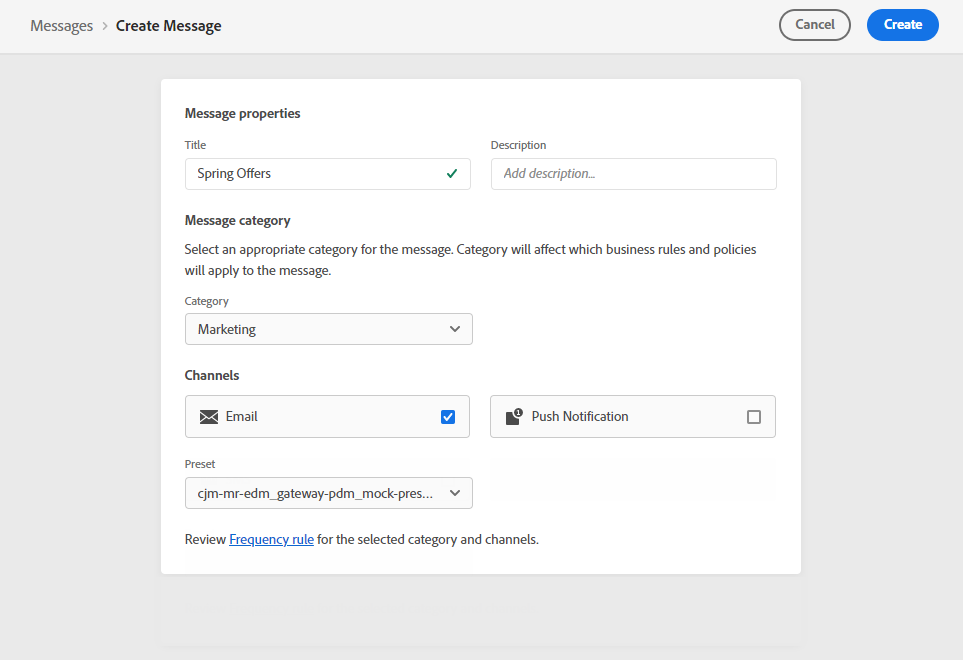 Messages > Create Message
Cancel
Create
Message properties
Title
Description
Spring Offers
Add description...
Message category
Select an appropriate category for the message. Category will affect which business rules and policies
will apply to the message.
Category
Marketing
Channels
Email
1
Push Notification
Preset
cjm-mr-edm_gateway-pdm_mock-pres...
Review Frequency rule for the selected category and channels.